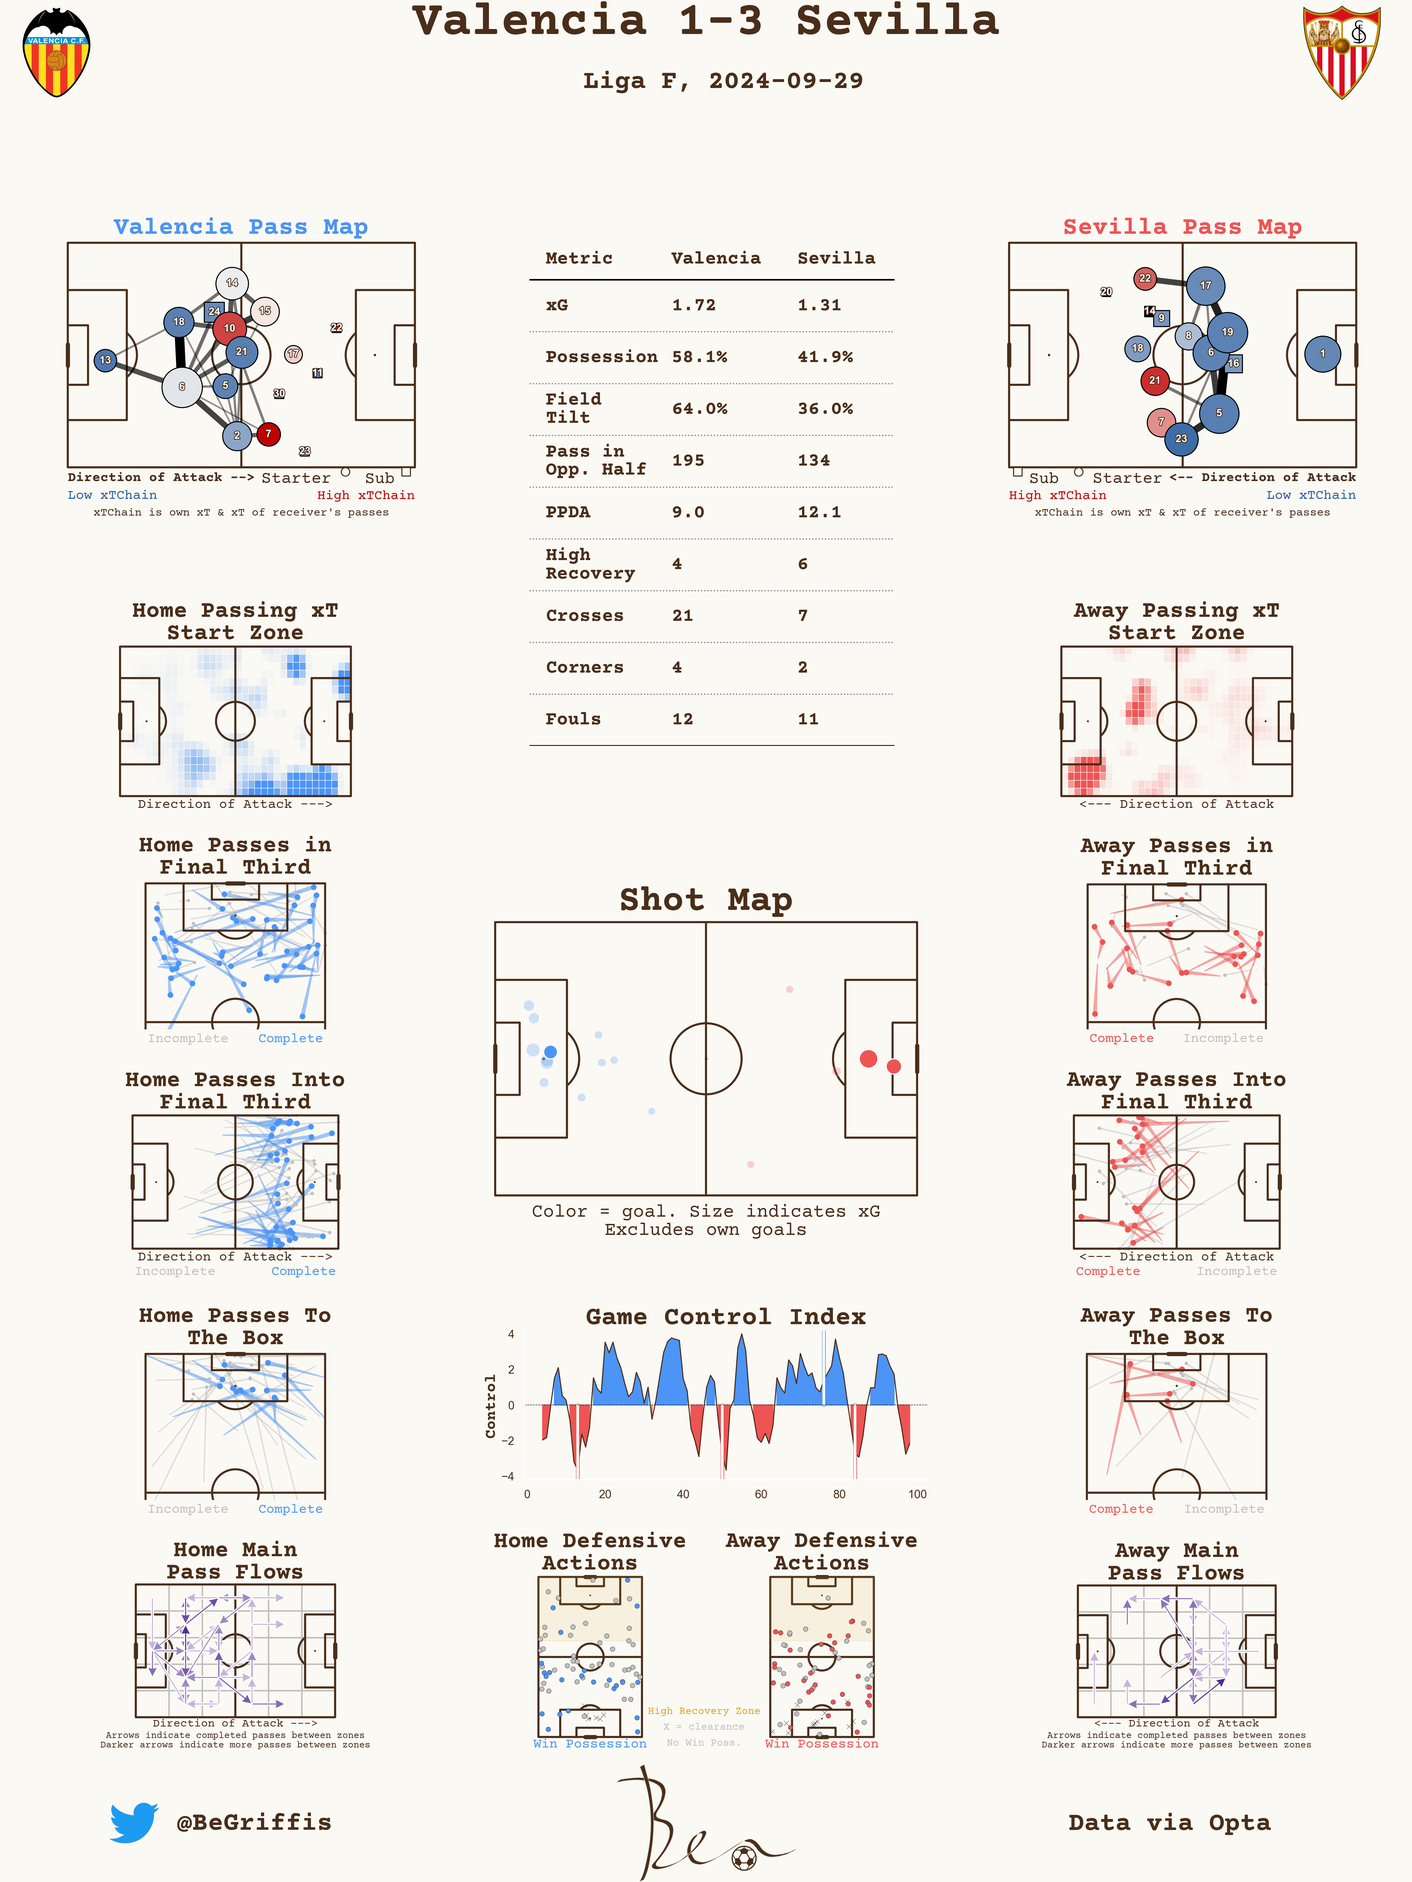 Valencia 1-3 Sevilla
Liga F, 2024-09-29
VALENCIA C.F.
Valencia Pass Map
14
24
15
18
10
22
21
17
13
11
6
5
30
2
7
23
Direction of Attack --> Starter Sub
Low xTChain High xTChain
xTChain is own xT & xT of receiver's passes
Metric Valencia Sevilla
xG 1.72 1.31
Possession 58.1% 41.9%
Field
Tilt 64.0% 36.0%
Pass in
Opp. Half 195 134
PPDA 9.0 12.1
High
Recovery 4 6
Crosses 21 7
Corners 4 2
Fouls 12 11
Sevilla Pass Map
22
17
20
14
9
19
8
18
6
1
16
21
5
7
23
Sub Starter <-- Direction of Attack
High xTChain Low xTChain
xTChain is own xT & xT of receiver's passes
Home Passing xT
Start Zone
Direction of Attack --->
Away Passing xT
Start Zone
<--- Direction of Attack
Home Passes in
Final Third
Incomplete Complete
Away Passes in
Final Third
Complete Incomplete
Shot Map
Color = goal. Size indicates xG
Excludes own goals
Home Passes Into
Final Third
Direction of Attack --->
Incomplete Complete
Away Passes Into
Final Third
<--- Direction of Attack
Complete Incomplete
Home Passes To
The Box
Incomplete Complete
Game Control Index
Control
4
2
0
−2
−4
0 20 40 60 80 100
Away Passes To
The Box
Complete Incomplete
Home Main
Pass Flows
Direction of Attack --->
Arrows indicate completed passes between zones
Darker arrows indicate more passes between zones
Home Defensive
Actions
Win Possession
Away Defensive
Actions
Win Possession
High Recovery Zone
X = clearance
No Win Poss.
Away Main
Pass Flows
<--- Direction of Attack
Arrows indicate completed passes between zones
Darker arrows indicate more passes between zones
@BeGriffis
Ben
Data via Opta